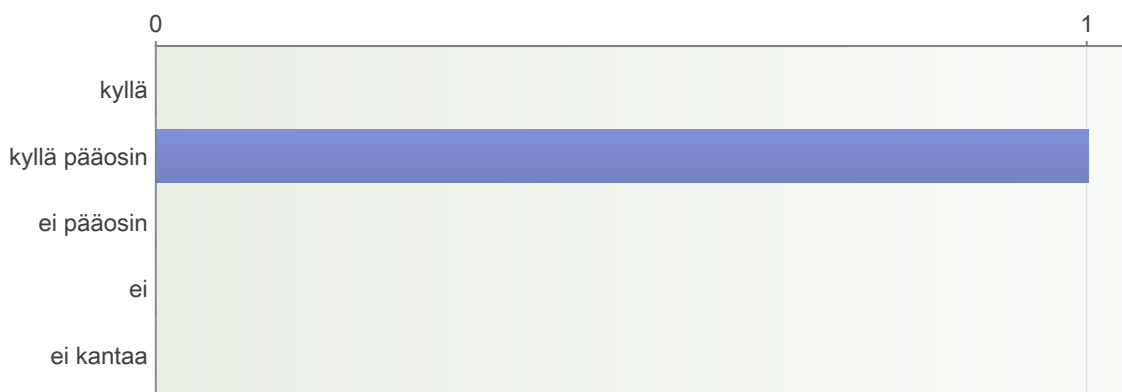 0 1
kyllä
kyllä pääosin
ei pääosin
ei
ei kantaa